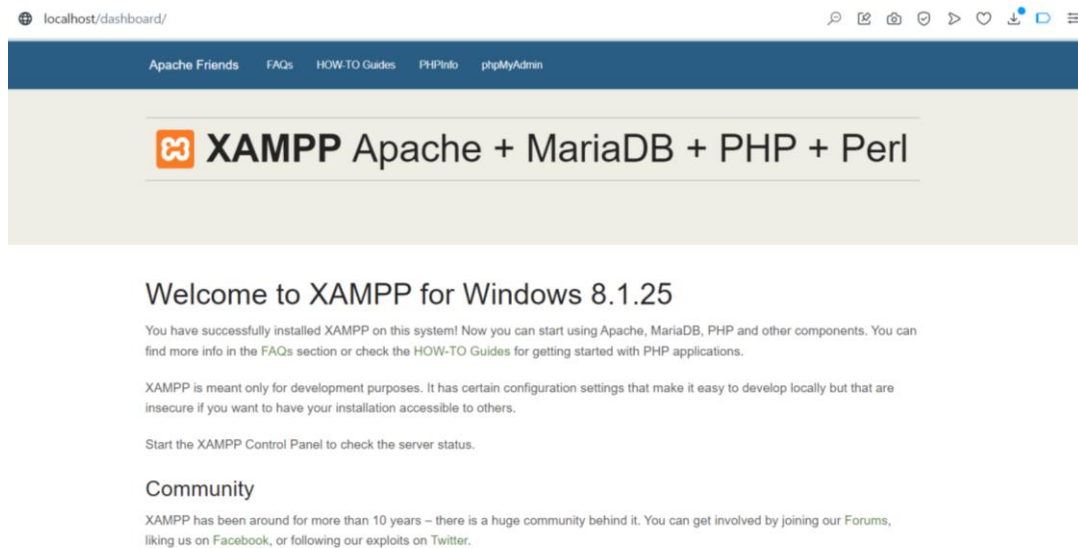 localhost/dashboard/
Apache Friends FAQs HOW-TO Guides PHPInfo phpMyAdmin
XAMPP Apache + MariaDB + PHP + Perl
Welcome to XAMPP for Windows 8.1.25
You have successfully installed XAMPP on this system! Now you can start using Apache, MariaDB, PHP and other components. You can
find more info in the FAQs section or check the HOW-TO Guides for getting started with PHP applications.
XAMPP is meant only for development purposes. It has certain configuration settings that make it easy to develop locally but that are
insecure if you want to have your installation accessible to others.
Start the XAMPP Control Panel to check the server status.
Community
XAMPP has been around for more than 10 years – there is a huge community behind it. You can get involved by joining our Forums,
liking us on Facebook, or following our exploits on Twitter.